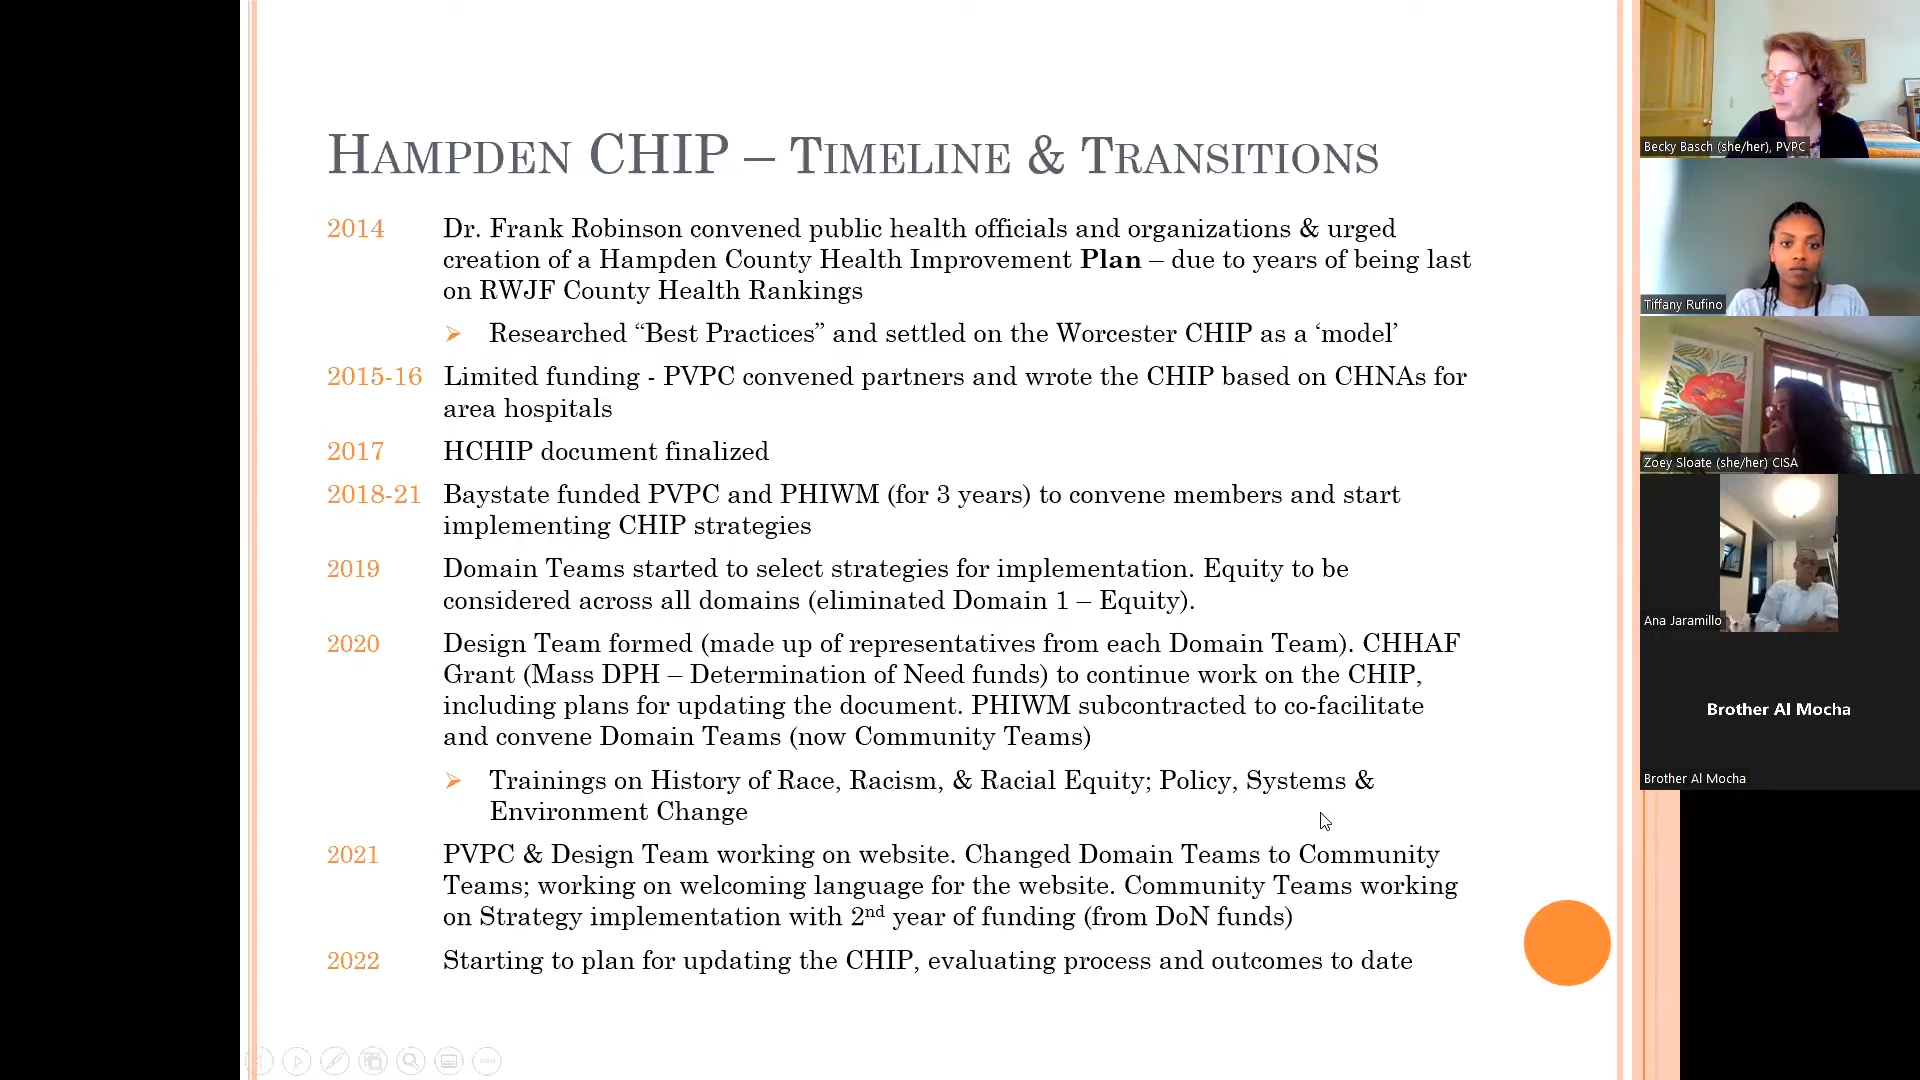 HAMPDEN CHIP – TIMELINE & TRANSITIONS
2014 Dr. Frank Robinson convened public health officials and organizations & urged
creation of a Hampden County Health Improvement Plan – due to years of being last
on RWJF County Health Rankings
Researched “Best Practices” and settled on the Worcester CHIP as a ‘model’
2015-16 Limited funding - PVPC convened partners and wrote the CHIP based on CHNAs for
area hospitals
2017 HCHIP document finalized
2018-21 Baystate funded PVPC and PHIWM (for 3 years) to convene members and start
implementing CHIP strategies
2019 Domain Teams started to select strategies for implementation. Equity to be
considered across all domains (eliminated Domain 1 – Equity).
2020 Design Team formed (made up of representatives from each Domain Team). CHHAF
Grant (Mass DPH – Determination of Need funds) to continue work on the CHIP,
including plans for updating the document. PHIWM subcontracted to co-facilitate
and convene Domain Teams (now Community Teams)
Trainings on History of Race, Racism, & Racial Equity; Policy, Systems &
Environment Change
2021 PVPC & Design Team working on website. Changed Domain Teams to Community
Teams; working on welcoming language for the website. Community Teams working
on Strategy implementation with 2nd year of funding (from DoN funds)
2022 Starting to plan for updating the CHIP, evaluating process and outcomes to date
Becky Basch (she/her), PVPC
Tiffany Rufino
Zoey Sloate (she/her) CISA
Ana Jaramillo
Brother Al Mocha
Brother Al Mocha